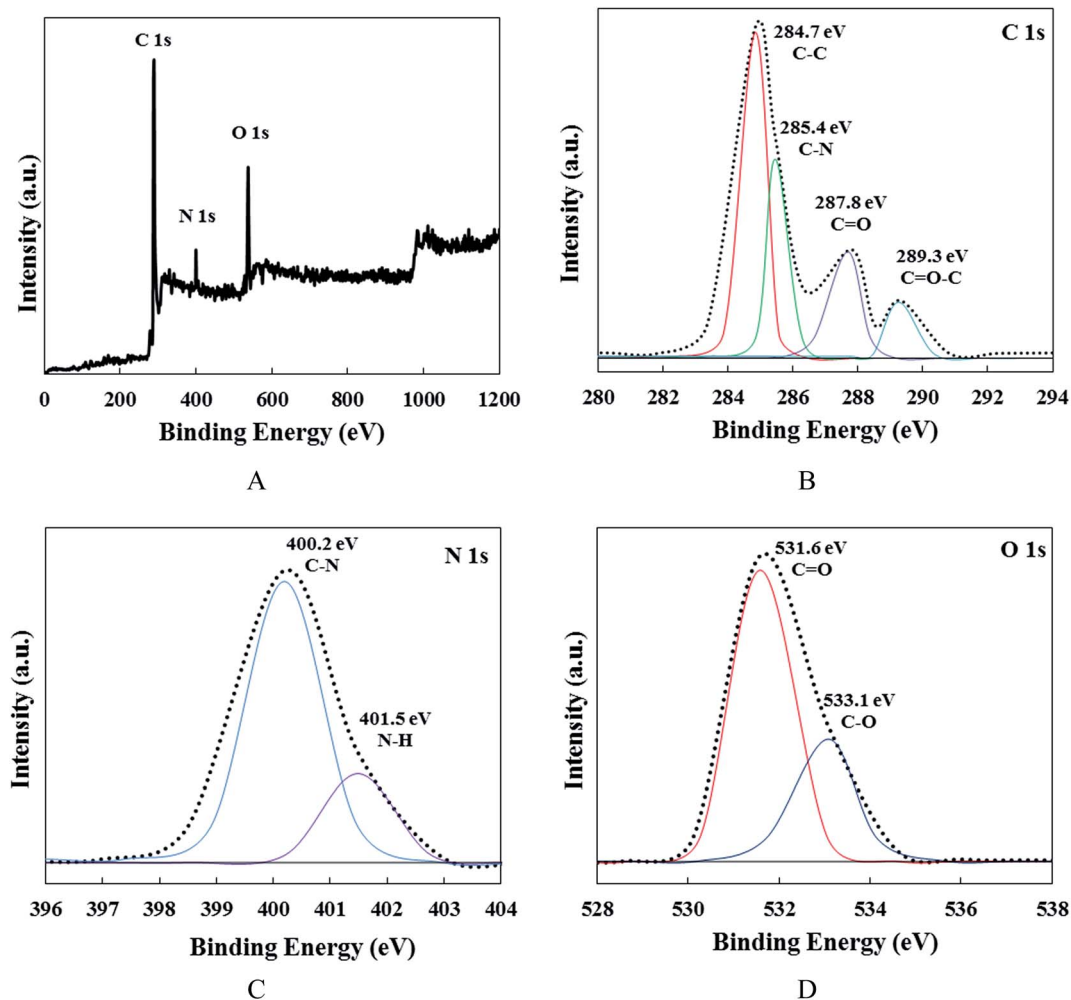 C 1s
O 1s
N 1s
Intensity (a.u.)
0 200 400 600 800 1000 1200
Binding Energy (eV)
A
C 1s
284.7 eV
C-C
285.4 eV
C-N
287.8 eV
C=O
289.3 eV
C=O-C
Intensity (a.u.)
280 282 284 286 288 290 292 294
Binding Energy (eV)
B
N 1s
400.2 eV
C-N
401.5 eV
N-H
Intensity (a.u.)
396 397 398 399 400 401 402 403 404
Binding Energy (eV)
C
O 1s
531.6 eV
C=O
533.1 eV
C-O
Intensity (a.u.)
528 530 532 534 536 538
Binding Energy (eV)
D